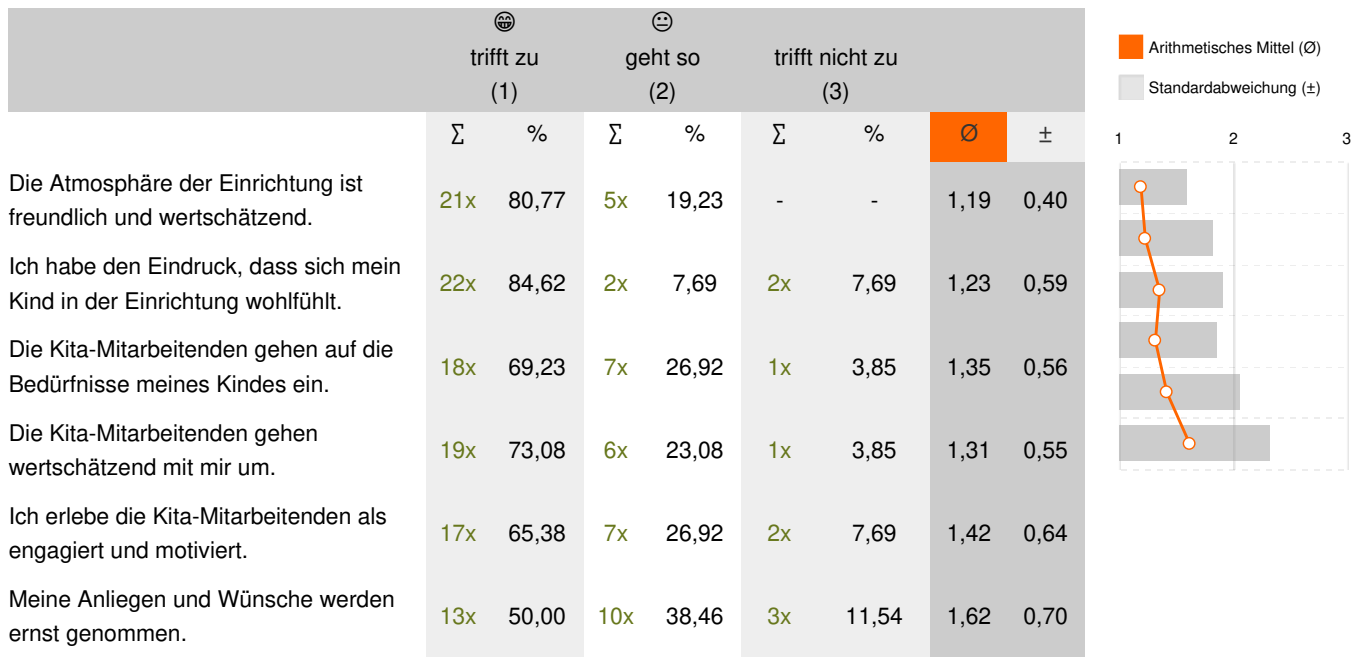 😁 😐
trifft zu geht so trifft nicht zu
(1) (2) (3)
Σ % Σ % Σ % Ø ±
Die Atmosphäre der Einrichtung ist
freundlich und wertschätzend.
21x 80,77 5x 19,23 - - 1,19 0,40
Ich habe den Eindruck, dass sich mein
Kind in der Einrichtung wohlfühlt.
22x 84,62 2x 7,69 2x 7,69 1,23 0,59
Die Kita-Mitarbeitenden gehen auf die
Bedürfnisse meines Kindes ein.
18x 69,23 7x 26,92 1x 3,85 1,35 0,56
Die Kita-Mitarbeitenden gehen
wertschätzend mit mir um.
19x 73,08 6x 23,08 1x 3,85 1,31 0,55
Ich erlebe die Kita-Mitarbeitenden als
engagiert und motiviert.
17x 65,38 7x 26,92 2x 7,69 1,42 0,64
Meine Anliegen und Wünsche werden
ernst genommen.
13x 50,00 10x 38,46 3x 11,54 1,62 0,70
Arithmetisches Mittel (Ø)
Standardabweichung (±)
1 2 3